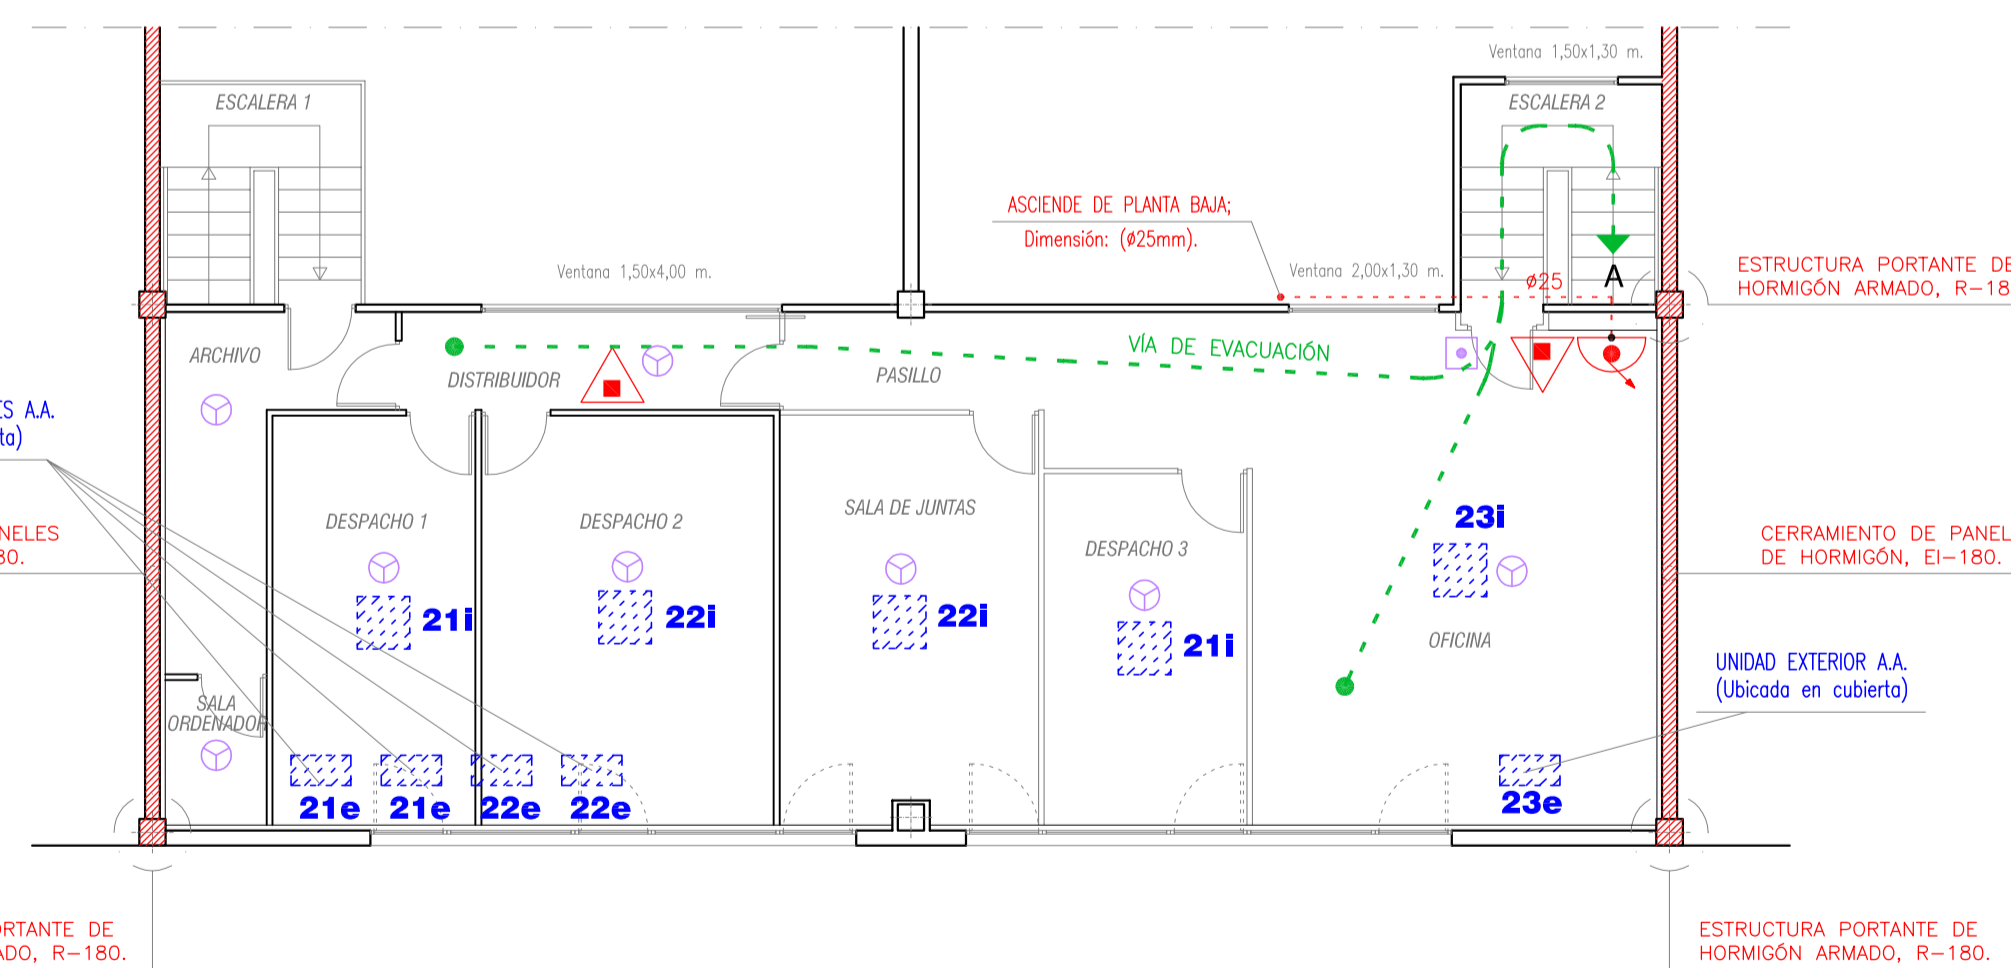 Ventana 1,50x1,30 m.
ESCALERA 1
ESCALERA 2
ASCIENDE DE PLANTA BAJA;
Dimensión: (ø25mm).
Ventana 1,50x4,00 m.
Ventana 2,00x1,30 m.
ø25
A
ESTRUCTURA PORTANTE DE
HORMIGÓN ARMADO, R-18
ARCHIVO
DISTRIBUIDOR
PASILLO
VÍA DE EVACUACIÓN
ES A.A.
ta)
DESPACHO 1
DESPACHO 2
SALA DE JUNTAS
DESPACHO 3
23i
NELES
80.
CERRAMIENTO DE PANEL
DE HORMIGÓN, EI-180.
21i
22i
22i
21i
OFICINA
UNIDAD EXTERIOR A.A.
(Ubicada en cubierta)
SALA
ORDENADOR
21e
21e
22e
22e
23e
ORTANTE DE
ADO, R-180.
ESTRUCTURA PORTANTE DE
HORMIGÓN ARMADO, R-180.